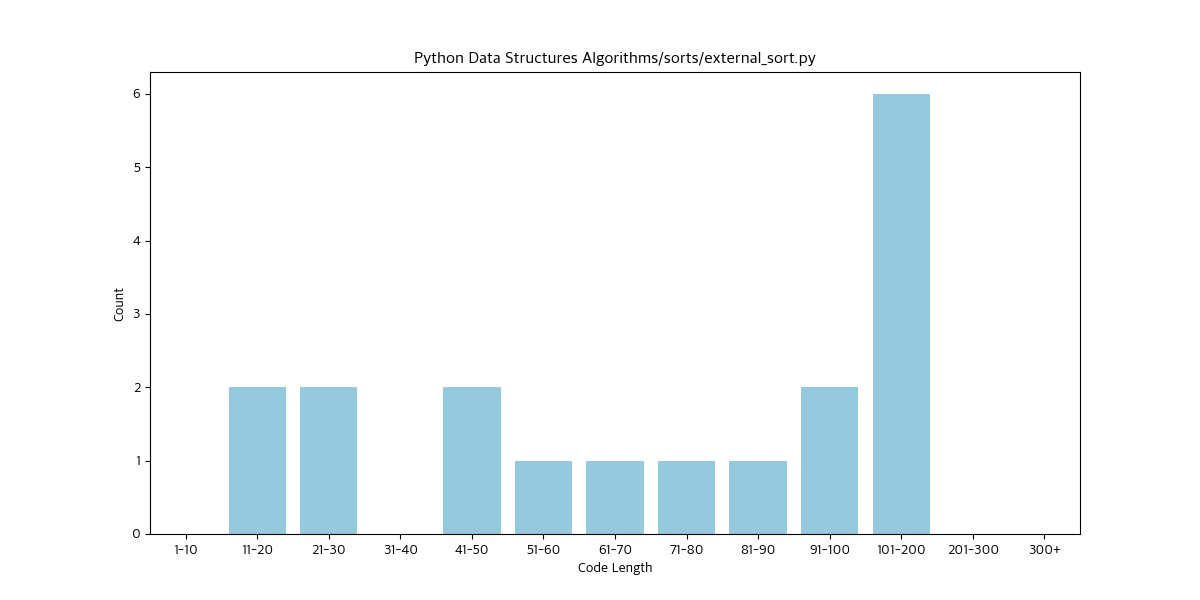 Python Data Structures Algorithms/sorts/external_sort.py
6
5
4
3
2
1
0
Count
1-10 11-20 21-30 31-40 41-50 51-60 61-70 71-80 81-90 91-100 101-200 201-300 300+
Code Length